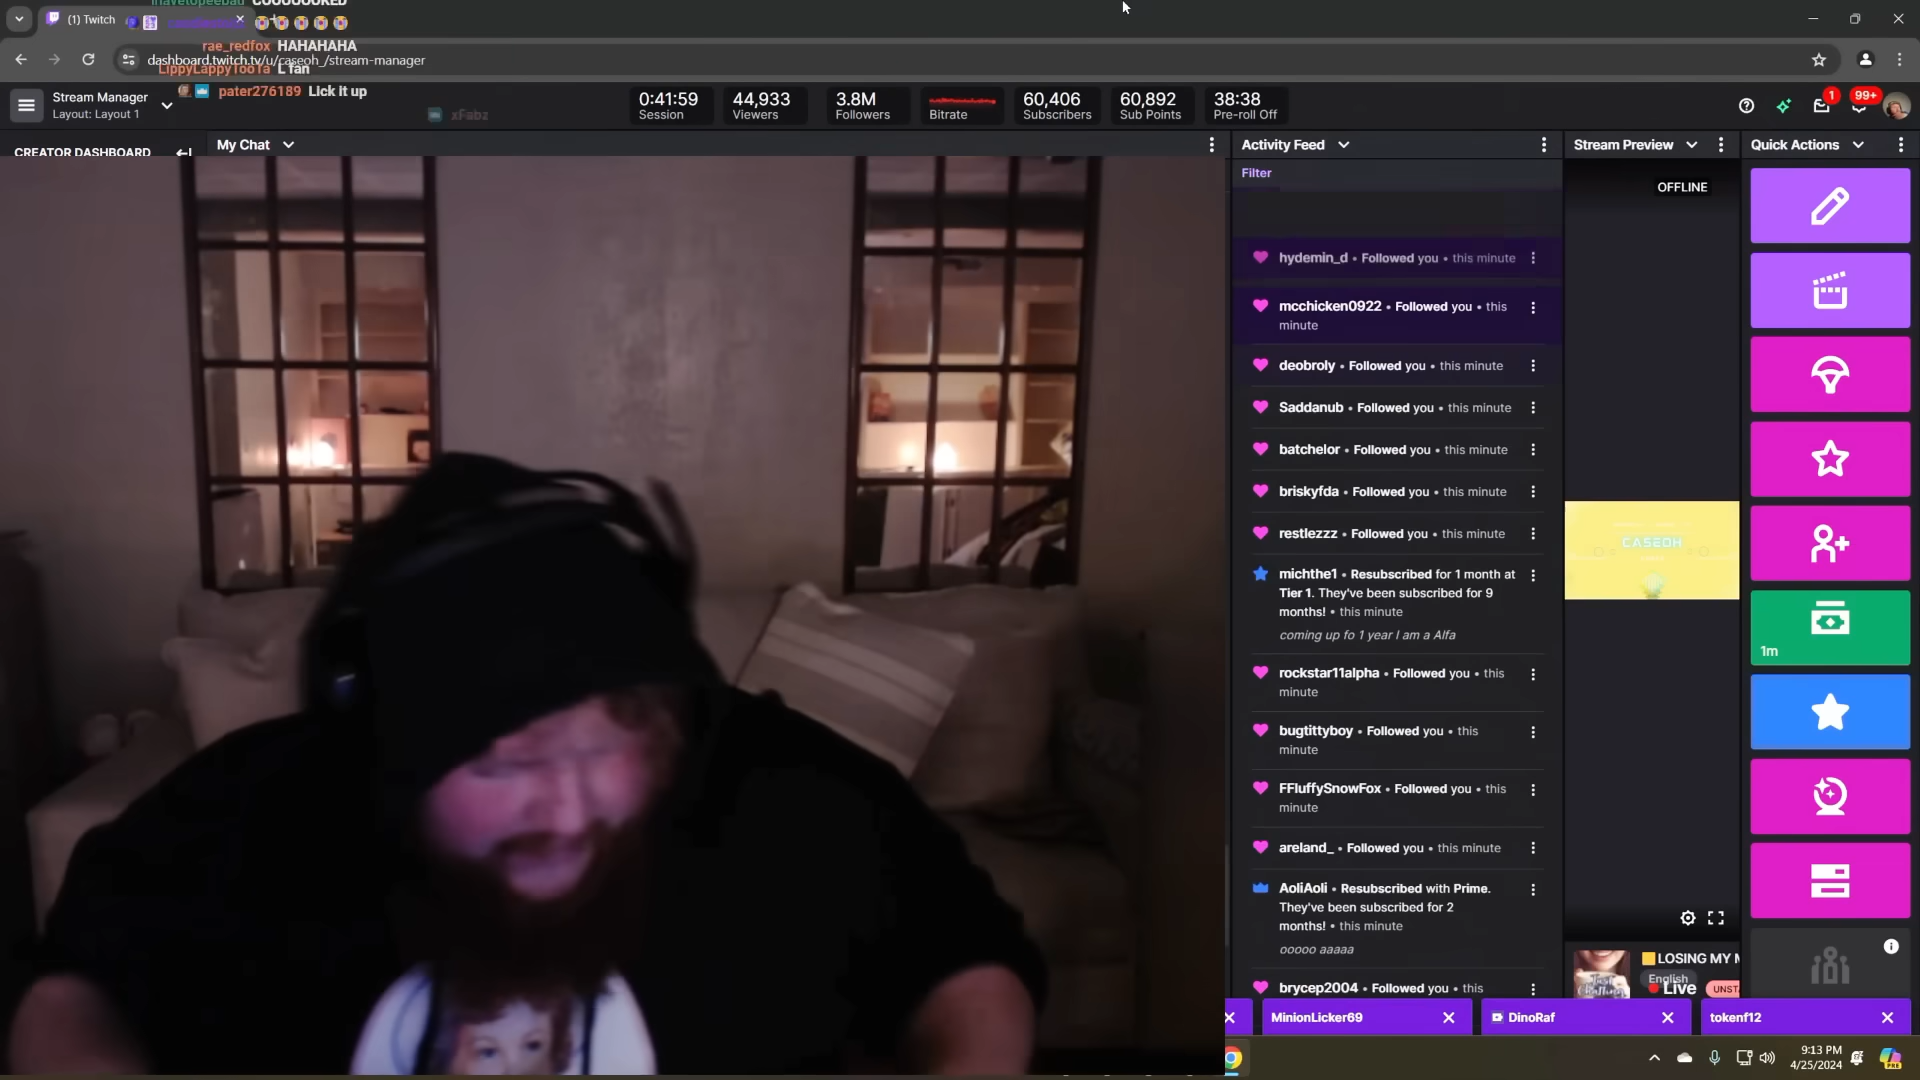 COOOOOOKED
(1) Twitch
rae_redfox HAHAHAHA
dashboard.twitch.tv/u/caseoh_/stream-manager
LippyLappyTooTa L fan
pater276189 Lick it up
xFabz
Stream Manager
Layout: Layout 1
0:41:59
Session
44,933
Viewers
3.8M
Followers
Bitrate
60,406
Subscribers
60,892
Sub Points
38:38
Pre-roll Off
1
99+
CREATOR DASHBOARD
My Chat
Activity Feed
Stream Preview
Quick Actions
Filter
OFFLINE
hydemin_d • Followed you • this minute
mcchicken0922 • Followed you • this
minute
deobroly • Followed you • this minute
Saddanub • Followed you • this minute
batchelor • Followed you • this minute
briskyfda • Followed you • this minute
restlezzz • Followed you • this minute
michthe1 • Resubscribed for 1 month at
Tier 1. They've been subscribed for 9
months! • this minute
coming up fo 1 year I am a Alfa
rockstar11alpha • Followed you • this
minute
bugtittyboy • Followed you • this
minute
FFluffySnowFox • Followed you • this
minute
areland_ • Followed you • this minute
AoliAoli • Resubscribed with Prime.
They've been subscribed for 2
months! • this minute
ooooo aaaaa
brycep2004 • Followed you • this
CASEOH
1m
LOSING MY M
English
Live
UNST
MinionLicker69
DinoRaf
tokenf12
9:13 PM
4/25/2024